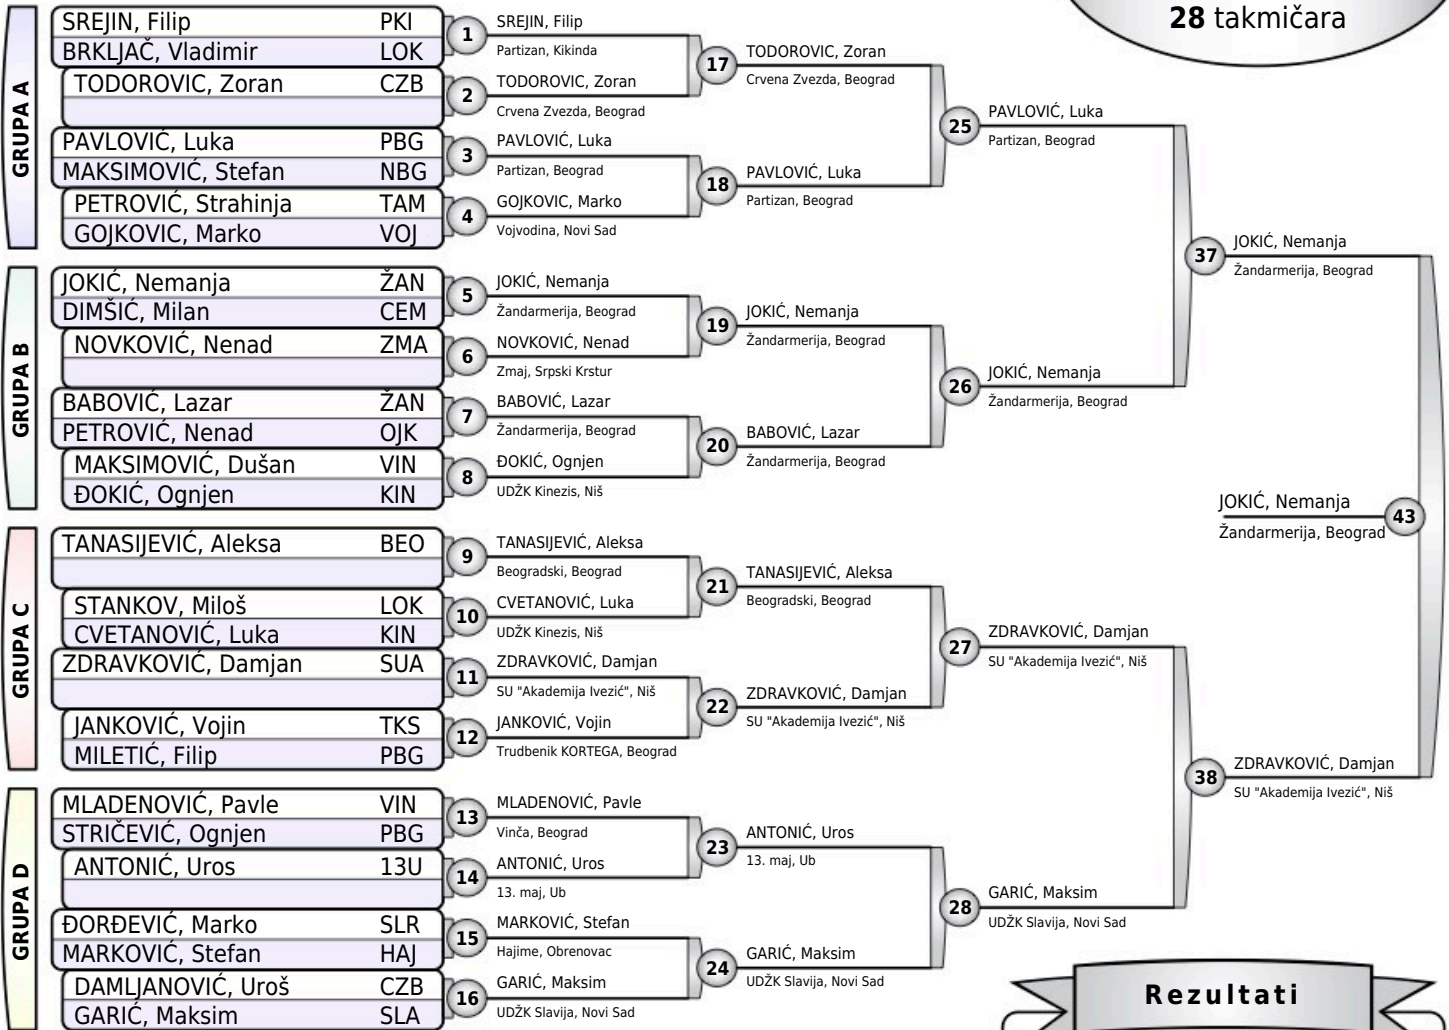 28 takmičara
GRUPA A
SREJIN, Filip PKI
BRKLJAČ, Vladimir LOK
TODOROVIC, Zoran CZB
PAVLOVIĆ, Luka PBG
MAKSIMOVIĆ, Stefan NBG
PETROVIĆ, Strahinja TAM
GOJKOVIC, Marko VOJ
GRUPA B
JOKIĆ, Nemanja ŽAN
DIMŠIĆ, Milan CEM
NOVKOVIĆ, Nenad ZMA
BABOVIĆ, Lazar ŽAN
PETROVIĆ, Nenad OJK
MAKSIMOVIĆ, Dušan VIN
ĐOKIĆ, Ognjen KIN
GRUPA C
TANASIJEVIĆ, Aleksa BEO
STANKOV, Miloš LOK
CVETANOVIĆ, Luka KIN
ZDRAVKOVIĆ, Damjan SUA
JANKOVIĆ, Vojin TKS
MILETIĆ, Filip PBG
GRUPA D
MLADENOVIĆ, Pavle VIN
STRIČEVIĆ, Ognjen PBG
ANTONIĆ, Uros 13U
ĐORĐEVIĆ, Marko SLR
MARKOVIĆ, Stefan HAJ
DAMLJANOVIĆ, Uroš CZB
GARIĆ, Maksim SLA
1 SREJIN, Filip
Partizan, Kikinda
2 TODOROVIC, Zoran
Crvena Zvezda, Beograd
3 PAVLOVIĆ, Luka
Partizan, Beograd
4 GOJKOVIC, Marko
Vojvodina, Novi Sad
5 JOKIĆ, Nemanja
Žandarmerija, Beograd
6 NOVKOVIĆ, Nenad
Zmaj, Srpski Krstur
7 BABOVIĆ, Lazar
Žandarmerija, Beograd
8 ĐOKIĆ, Ognjen
UDŽK Kinezis, Niš
9 TANASIJEVIĆ, Aleksa
Beogradski, Beograd
10 CVETANOVIĆ, Luka
UDŽK Kinezis, Niš
11 ZDRAVKOVIĆ, Damjan
SU "Akademija Ivezić", Niš
12 JANKOVIĆ, Vojin
Trudbenik KORTEGA, Beograd
13 MLADENOVIĆ, Pavle
Vinča, Beograd
14 ANTONIĆ, Uros
13. maj, Ub
15 MARKOVIĆ, Stefan
Hajime, Obrenovac
16 GARIĆ, Maksim
UDŽK Slavija, Novi Sad
17 TODOROVIC, Zoran
Crvena Zvezda, Beograd
18 PAVLOVIĆ, Luka
Partizan, Beograd
19 JOKIĆ, Nemanja
Žandarmerija, Beograd
20 BABOVIĆ, Lazar
Žandarmerija, Beograd
21 TANASIJEVIĆ, Aleksa
Beogradski, Beograd
22 ZDRAVKOVIĆ, Damjan
SU "Akademija Ivezić", Niš
23 ANTONIĆ, Uros
13. maj, Ub
24 GARIĆ, Maksim
UDŽK Slavija, Novi Sad
25 PAVLOVIĆ, Luka
Partizan, Beograd
26 JOKIĆ, Nemanja
Žandarmerija, Beograd
27 ZDRAVKOVIĆ, Damjan
SU "Akademija Ivezić", Niš
28 GARIĆ, Maksim
UDŽK Slavija, Novi Sad
37 JOKIĆ, Nemanja
Žandarmerija, Beograd
38 ZDRAVKOVIĆ, Damjan
SU "Akademija Ivezić", Niš
JOKIĆ, Nemanja 43
Žandarmerija, Beograd
Rezultati